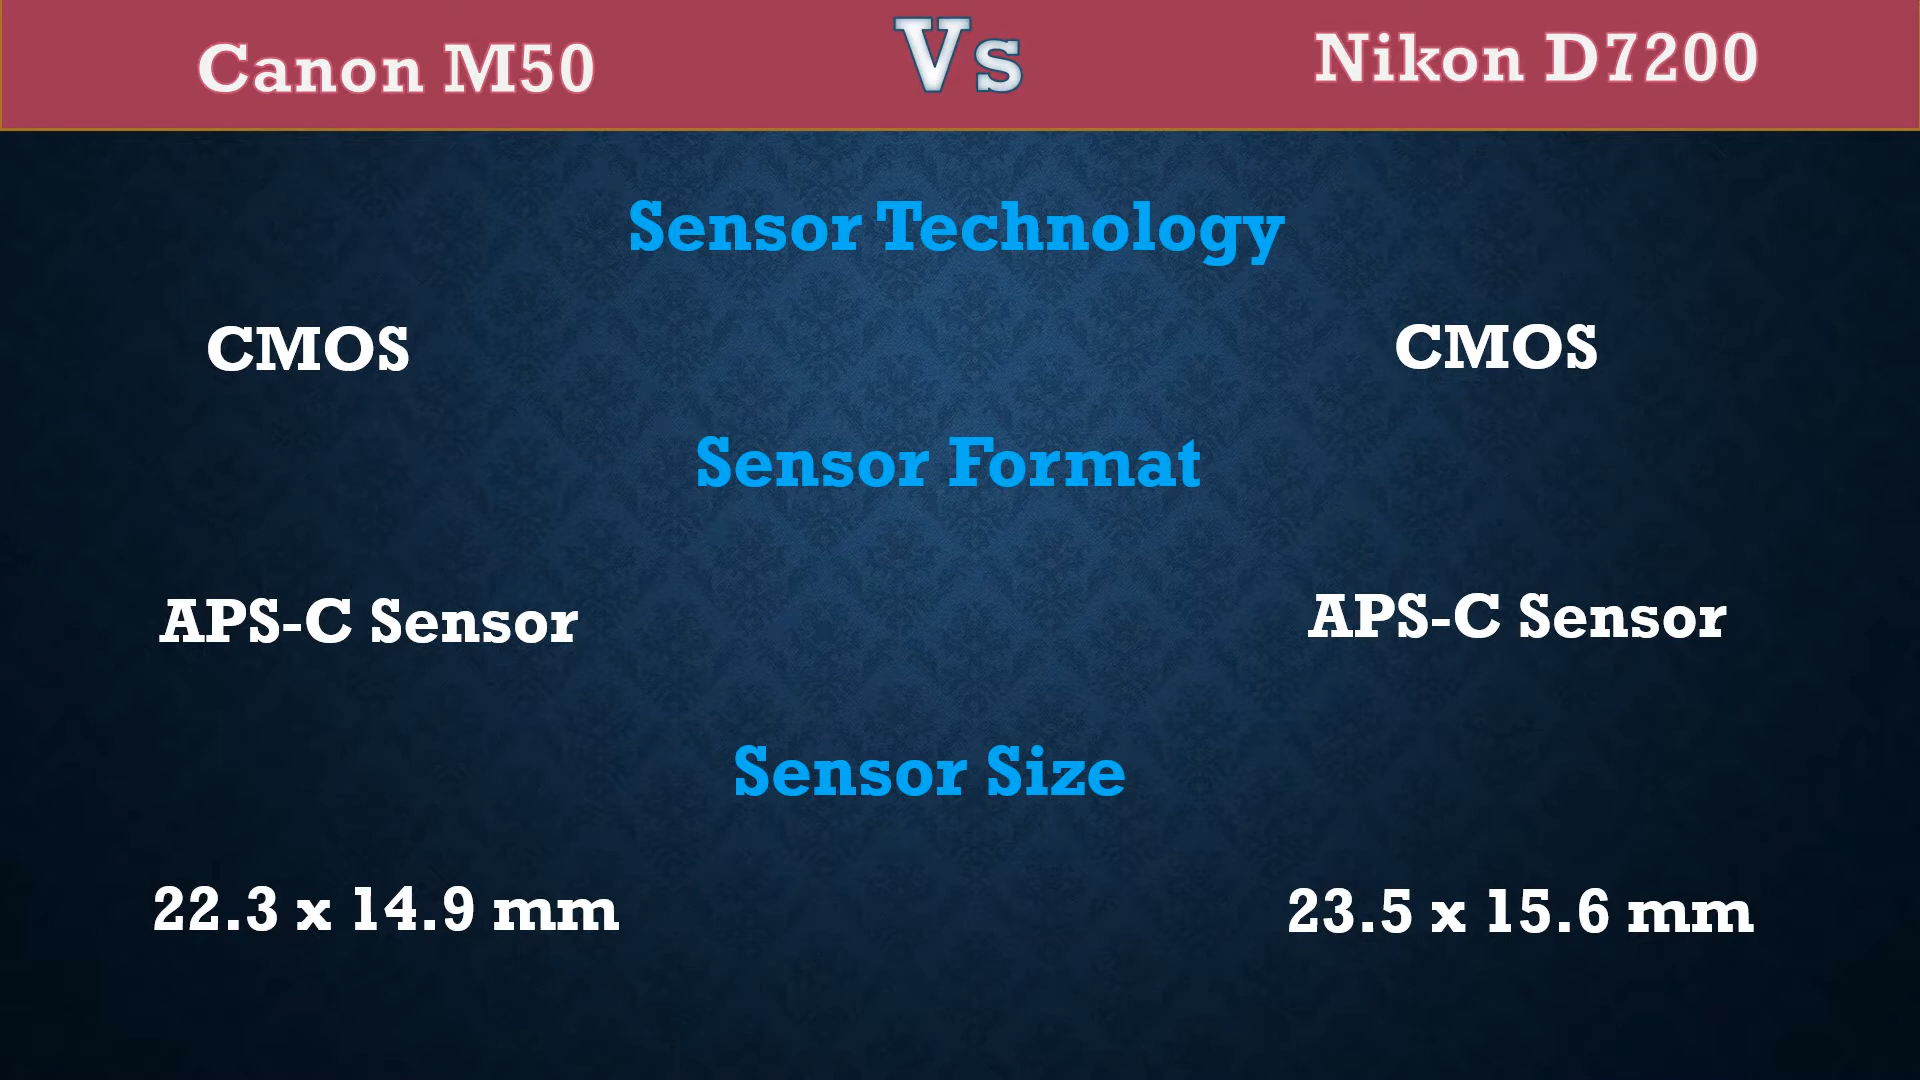 Canon M50 Vs Nikon D7200
Sensor Technology
CMOS CMOS
Sensor Format
APS-C Sensor APS-C Sensor
Sensor Size
22.3 x 14.9 mm 23.5 x 15.6 mm